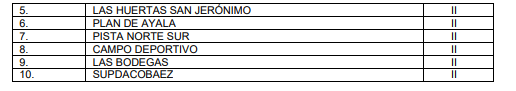 5. LAS HUERTAS SAN JERÓNIMO II
6. PLAN DE AYALA II
7. PISTA NORTE SUR II
8. CAMPO DEPORTIVO II
9. LAS BODEGAS II
10. SUPDACOBAEZ II